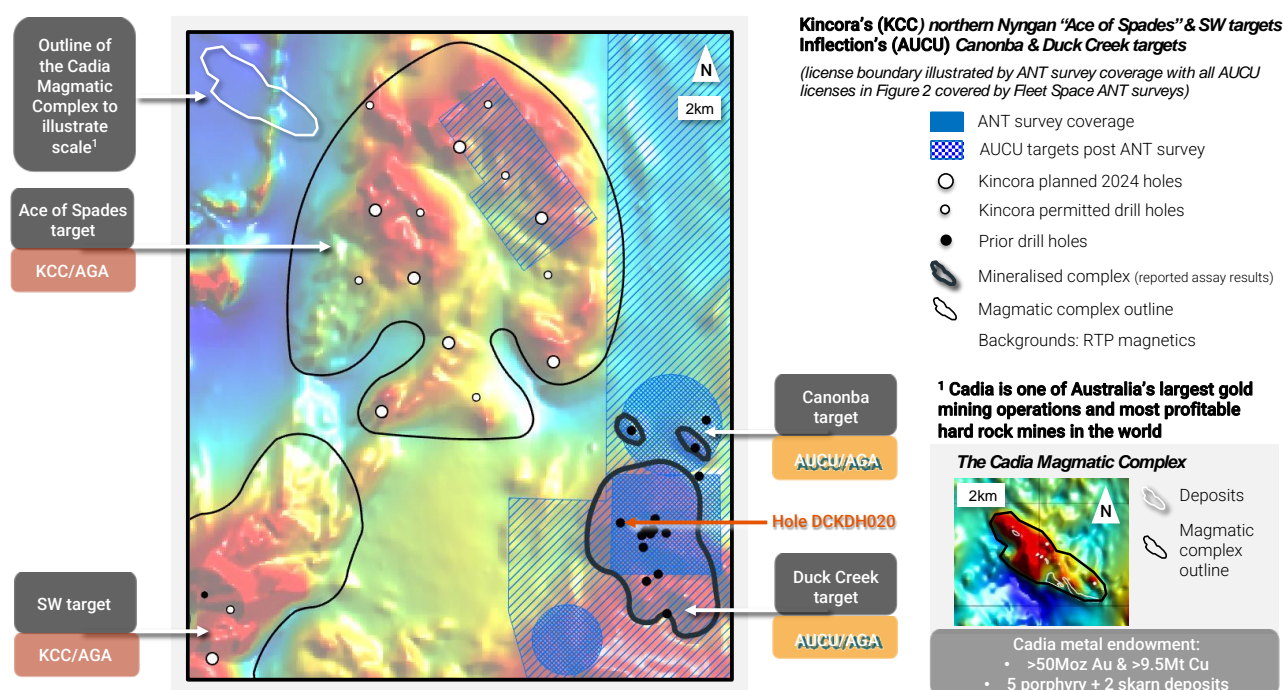 Outline of
the Cadia
Magmatic
Complex to
illustrate
scale¹
Ace of Spades
target
KCC/AGA
SW target
KCC/AGA
N
2km
Canonba
target
AUCU/AGA
Hole DCKDH020
Duck Creek
target
AUCU/AGA
Kincora's (KCC) northern Nyngan "Ace of Spades" & SW targets
Inflection's (AUCU) Canonba & Duck Creek targets
(license boundary illustrated by ANT survey coverage with all AUCU
licenses in Figure 2 covered by Fleet Space ANT surveys)
ANT survey coverage
AUCU targets post ANT survey
Kincora planned 2024 holes
Kincora permitted drill holes
Prior drill holes
Mineralised complex (reported assay results)
Magmatic complex outline
Backgrounds: RTP magnetics
¹ Cadia is one of Australia's largest gold
mining operations and most profitable
hard rock mines in the world
The Cadia Magmatic Complex
2km
N
Deposits
Magmatic
complex
outline
Cadia metal endowment:
• >50Moz Au & >9.5Mt Cu
• 5 porphyry + 2 skarn deposits